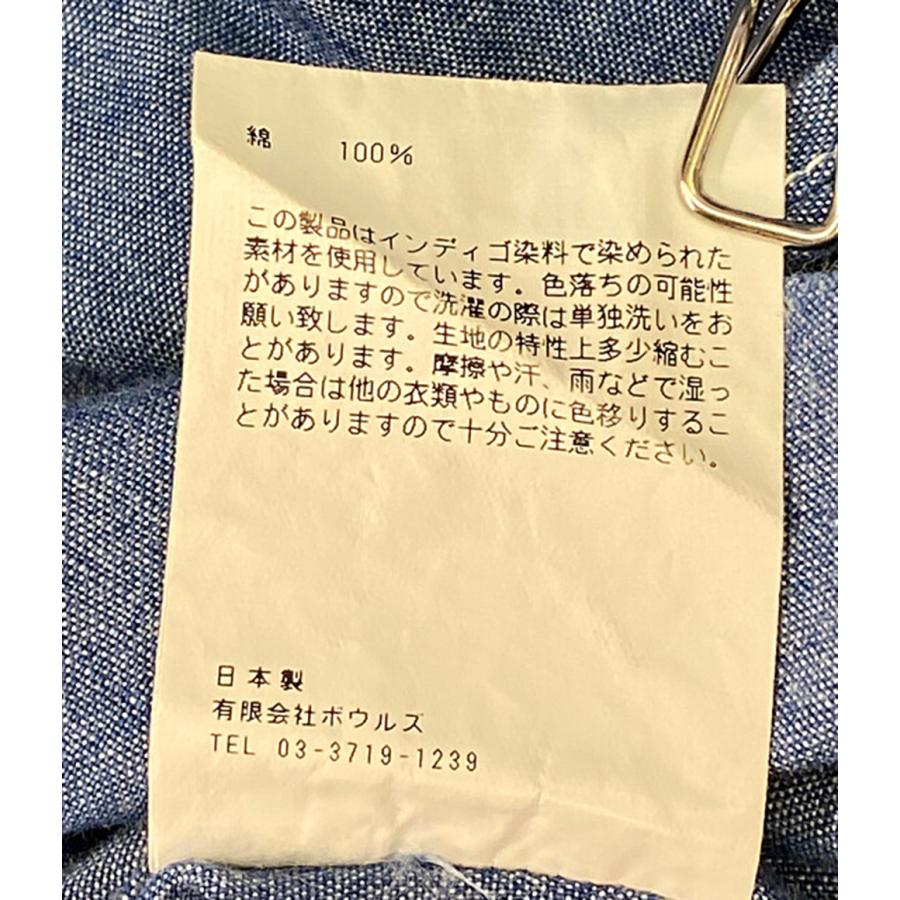 綿 100%
この製品はインディゴ染料で染められた
素材を使用しています。色落ちの可能性
がありますので洗濯の際は単独洗いをお
願い致します。生地の特性上多少縮むこ
とがあります。摩擦や汗、雨などで湿っ
た場合は他の衣類やものに色移りするこ
とがありますので十分ご注意ください。
日本製
有限会社ボウルズ
TEL 03-3719-1239